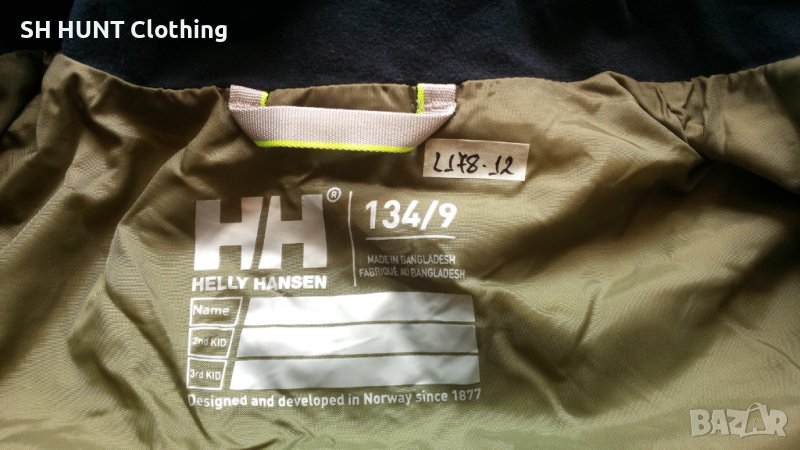 SH HUNT Clothing
L178-12
HH®
134/9
MADE IN BANGLADESH
FABRIQUÉ AU BANGLADESH
HELLY HANSEN
Name
2nd KID
3rd KID
Designed and developed in Norway since 1877
BAZAR